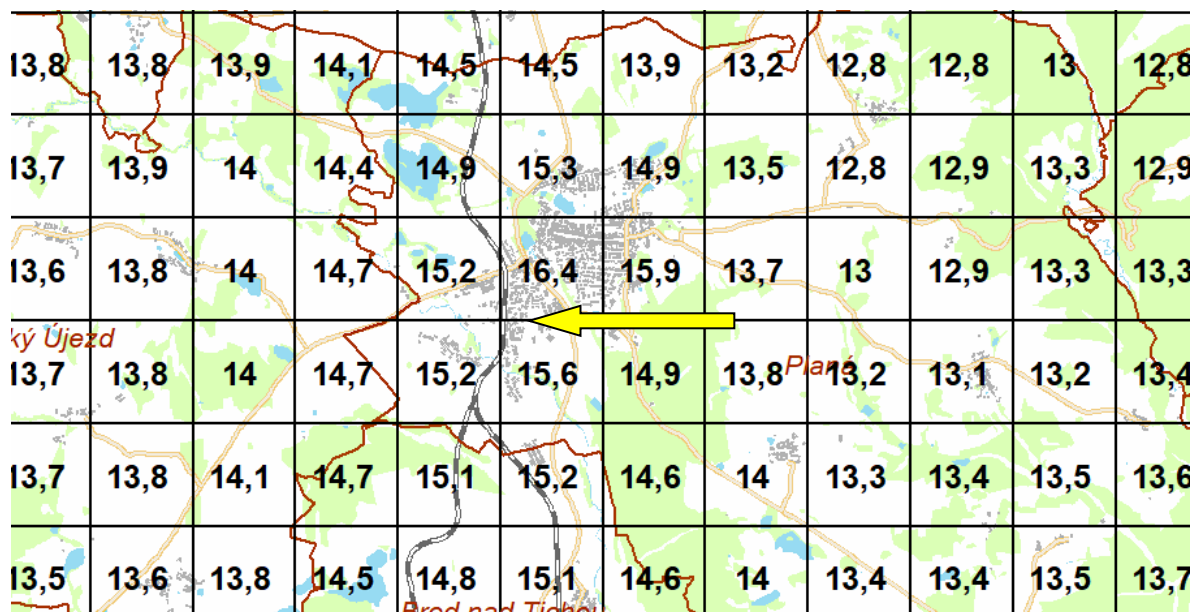 13,8 13,8 13,9 14,1 14,5 14,5 13,9 13,2 12,8 12,8 13 12,8
13,7 13,9 14 14,4 14,9 15,3 14,9 13,5 12,8 12,9 13,3 12,9
13,6 13,8 14 14,7 15,2 16,4 15,9 13,7 13 12,9 13,3 13,3
ký Újezd
Planá
13,7 13,8 14 14,7 15,2 15,6 14,9 13,8 13,2 13,1 13,2 13,4
13,7 13,8 14,1 14,7 15,1 15,2 14,6 14 13,3 13,4 13,5 13,6
13,5 13,6 13,8 14,5 14,8 15,1 14,6 14 13,4 13,4 13,5 13,7
Brod nad Tichou